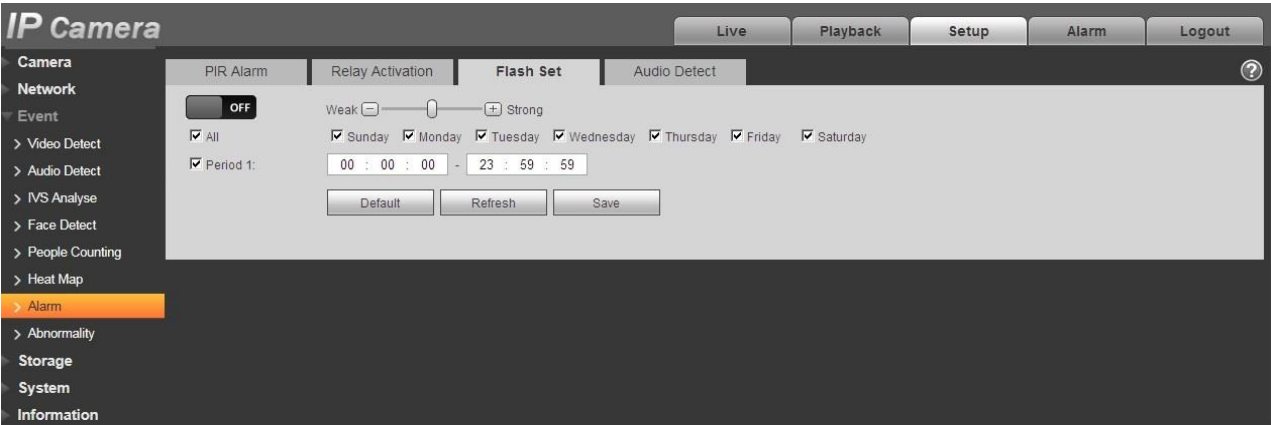 IP Camera
Live Playback Setup Alarm Logout
Camera
Network
Event
> Video Detect
> Audio Detect
> IVS Analyse
> Face Detect
> People Counting
> Heat Map
> Alarm
> Abnormality
Storage
System
Information
PIR Alarm Relay Activation Flash Set Audio Detect ?
OFF Weak − + Strong
All Sunday Monday Tuesday Wednesday Thursday Friday Saturday
Period 1: 00 : 00 : 00 - 23 : 59 : 59
Default Refresh Save